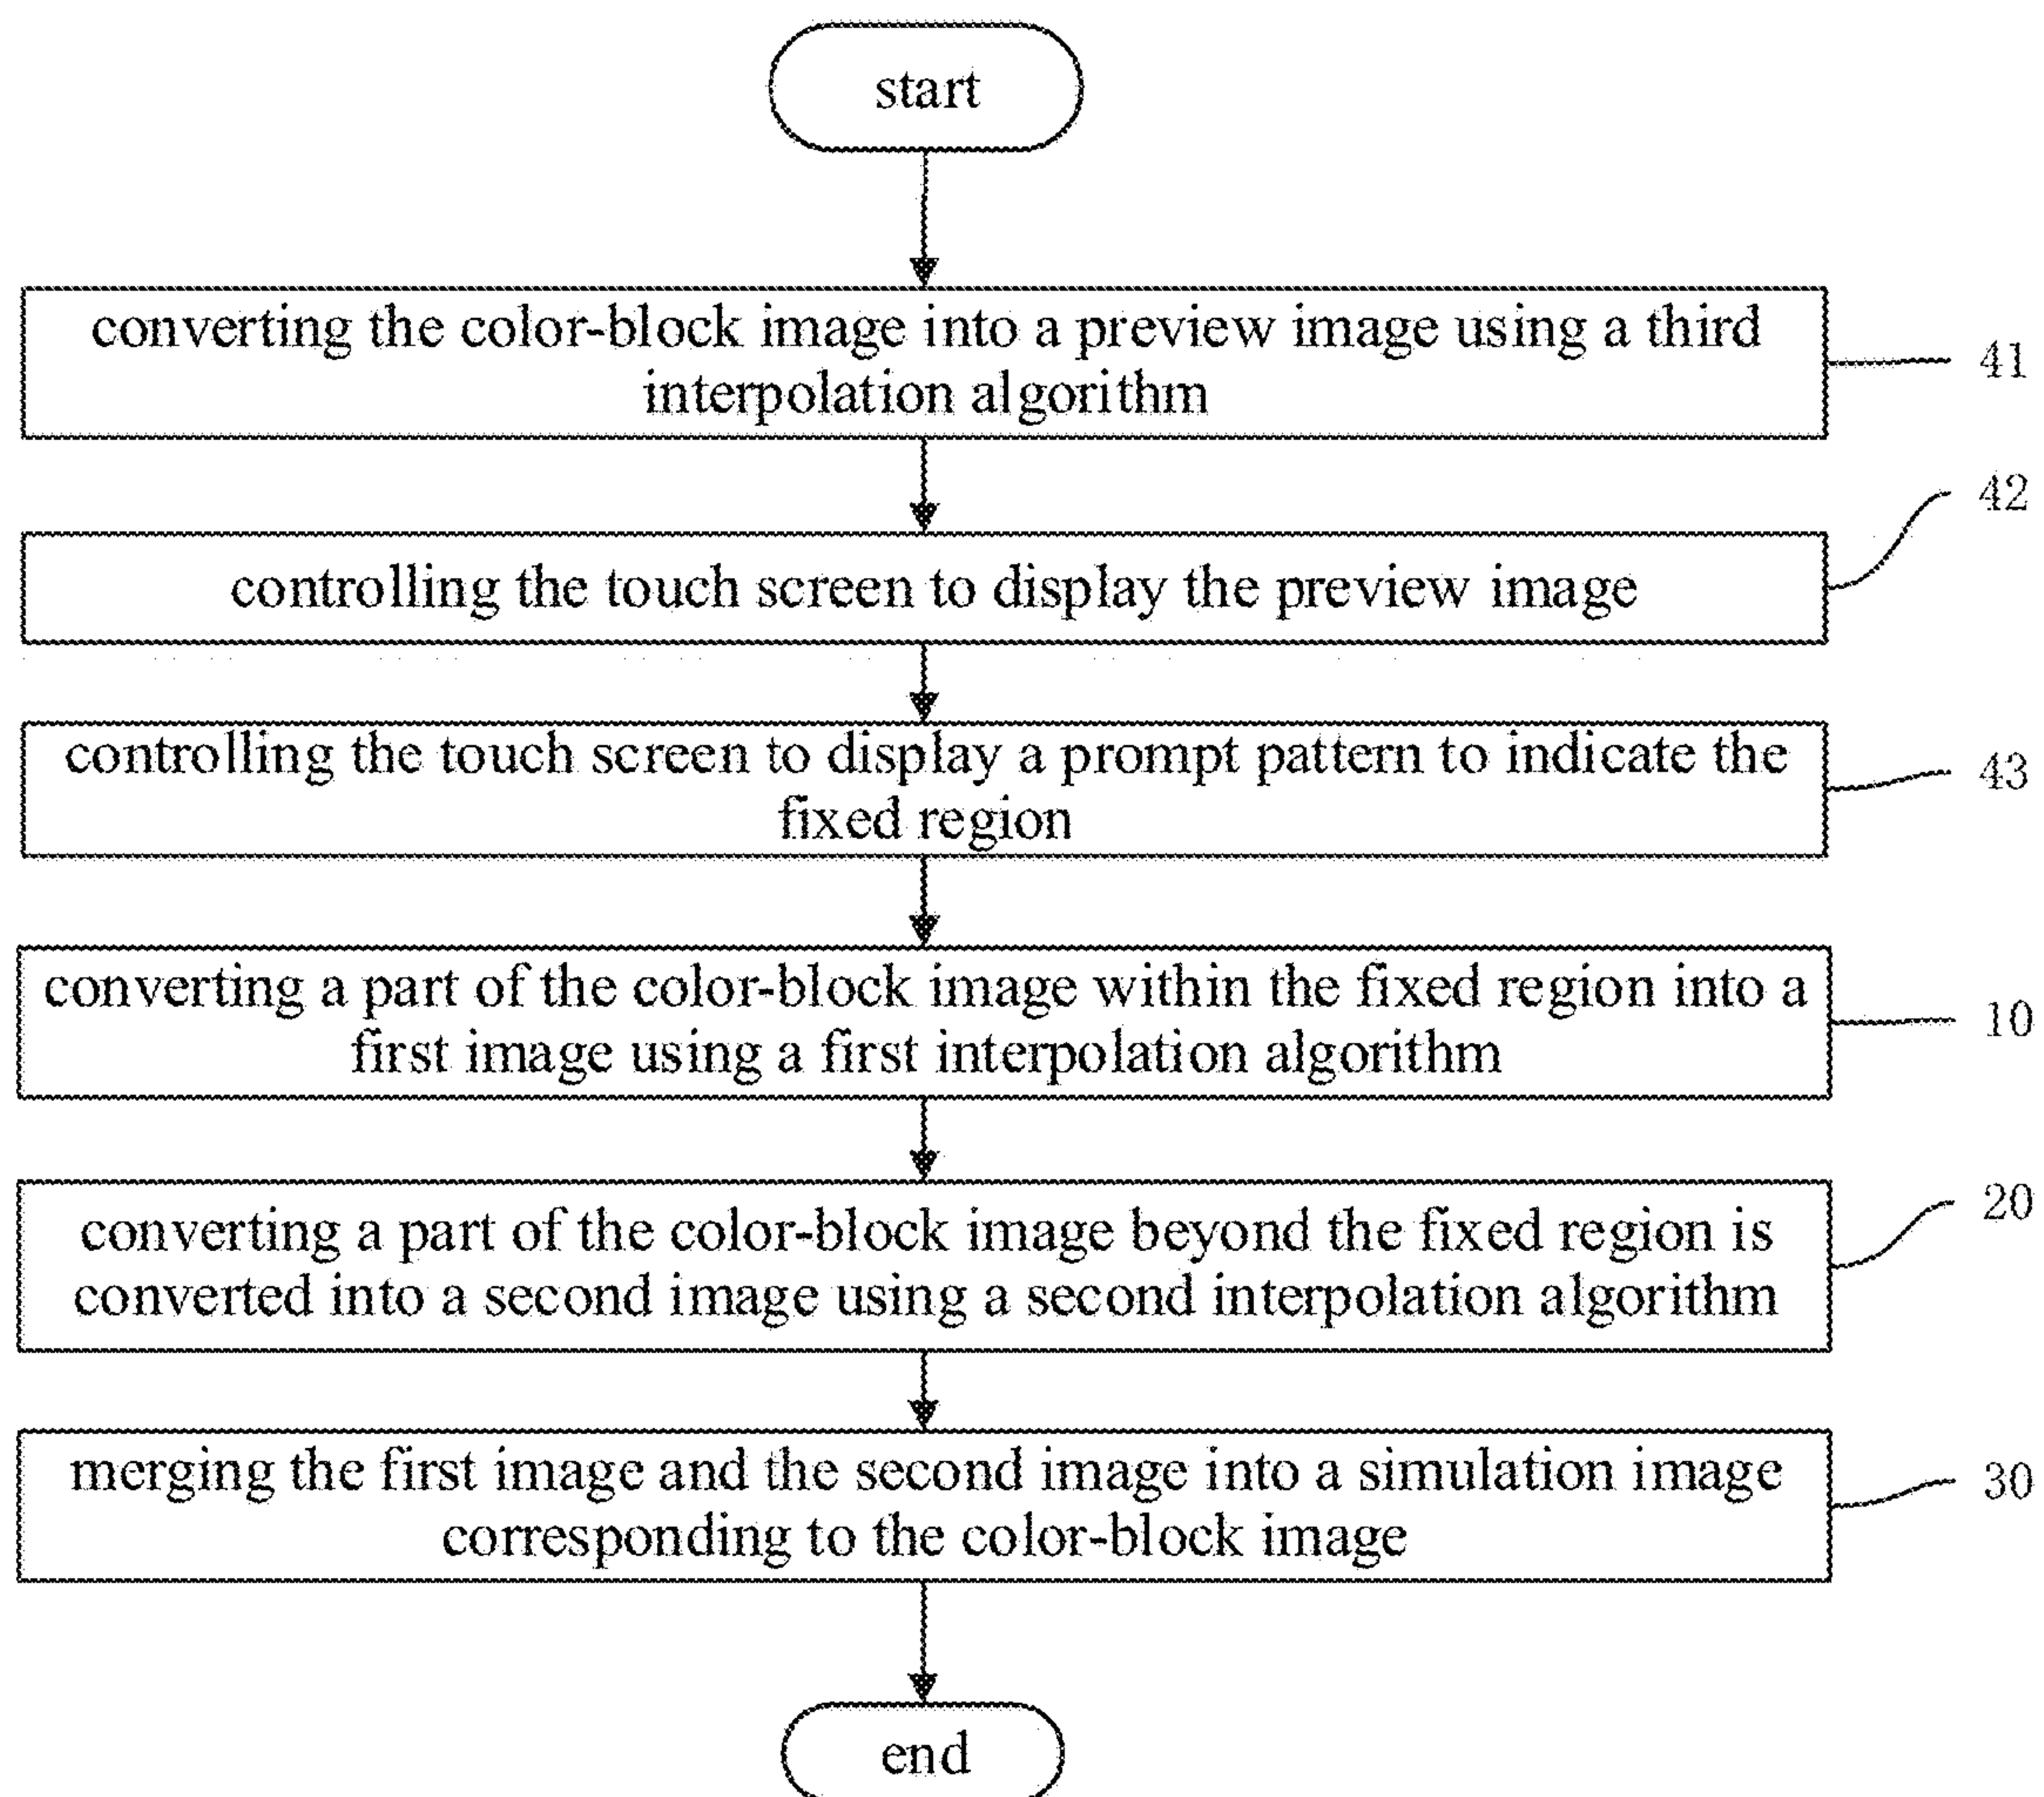 start
converting the color-block image into a preview image using a third
interpolation algorithm
41
42
controlling the touch screen to display the preview image
controlling the touch screen to display a prompt pattern to indicate the
fixed region
43
converting a part of the color-block image within the fixed region into a
first image using a first interpolation algorithm
10
converting a part of the color-block image beyond the fixed region is
converted into a second image using a second interpolation algorithm
20
merging the first image and the second image into a simulation image
corresponding to the color-block image
30
end